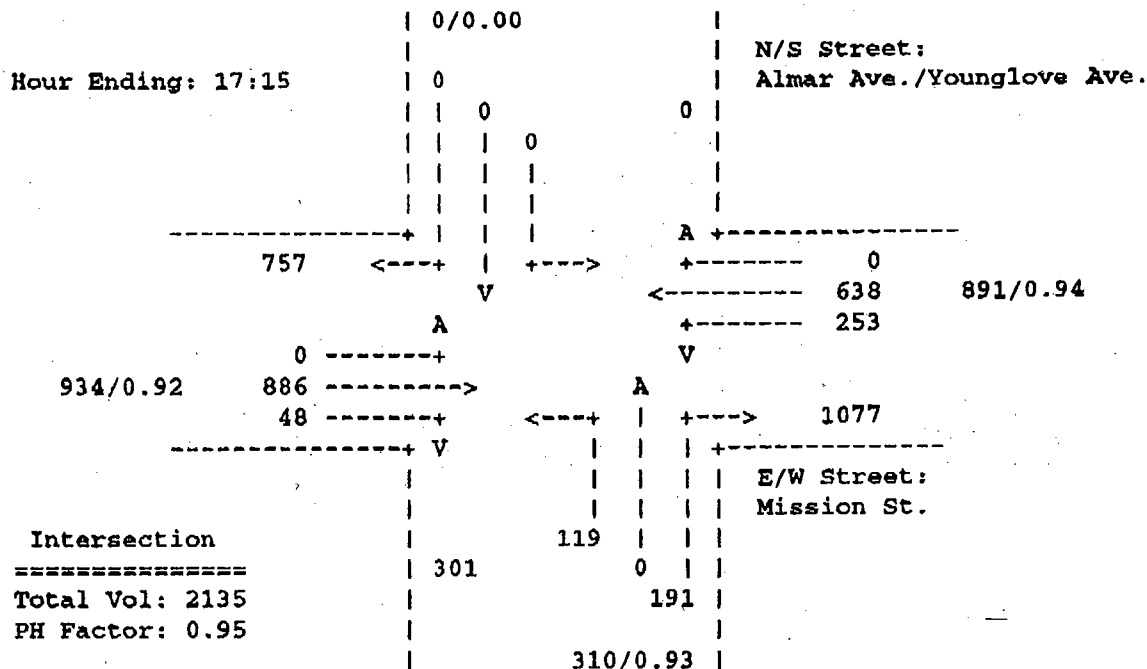 | 0/0.00 |
| | N/S Street:
Hour Ending: 17:15 | 0 | Almar Ave./Younglove Ave.
| | 0 0 |
| | | 0 |
| | | | |
| | | | |
---------------+ | | | A +---------------
757 <---+ | +---> +------- 0
V <--------- 638 891/0.94
A +------- 253
0 -------+ V
934/0.92 886 ---------> A
48 -------+ <---+ | +---> 1077
---------------+ V | | | +--------------
| | | | | E/W Street:
| | | | | Mission St.
Intersection | 119 | | |
=============== | 301 0 | |
Total Vol: 2135 | 191 |
PH Factor: 0.95 | |
| 310/0.93 |